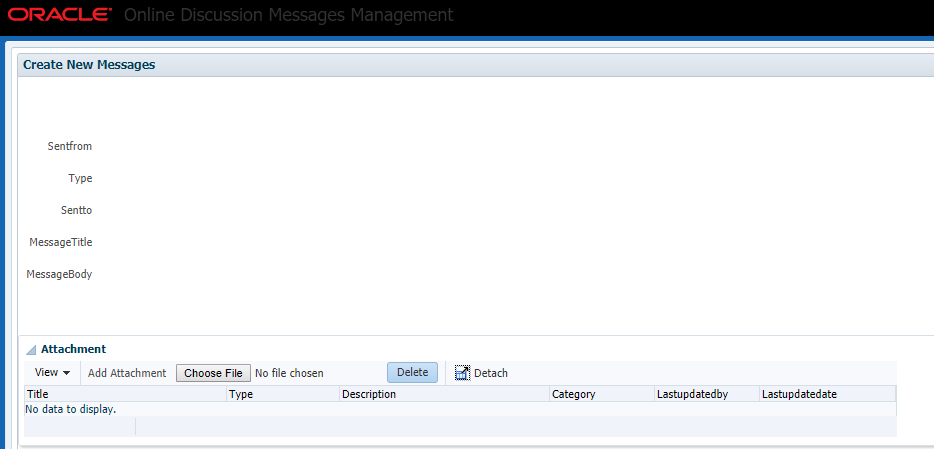 ORACLE Online Discussion Messages Management
Create New Messages
Sentfrom
Type
Sentto
MessageTitle
MessageBody
Attachment
View Add Attachment Choose File No file chosen Delete Detach
Title Type Description Category Lastupdatedby Lastupdatedate
No data to display.